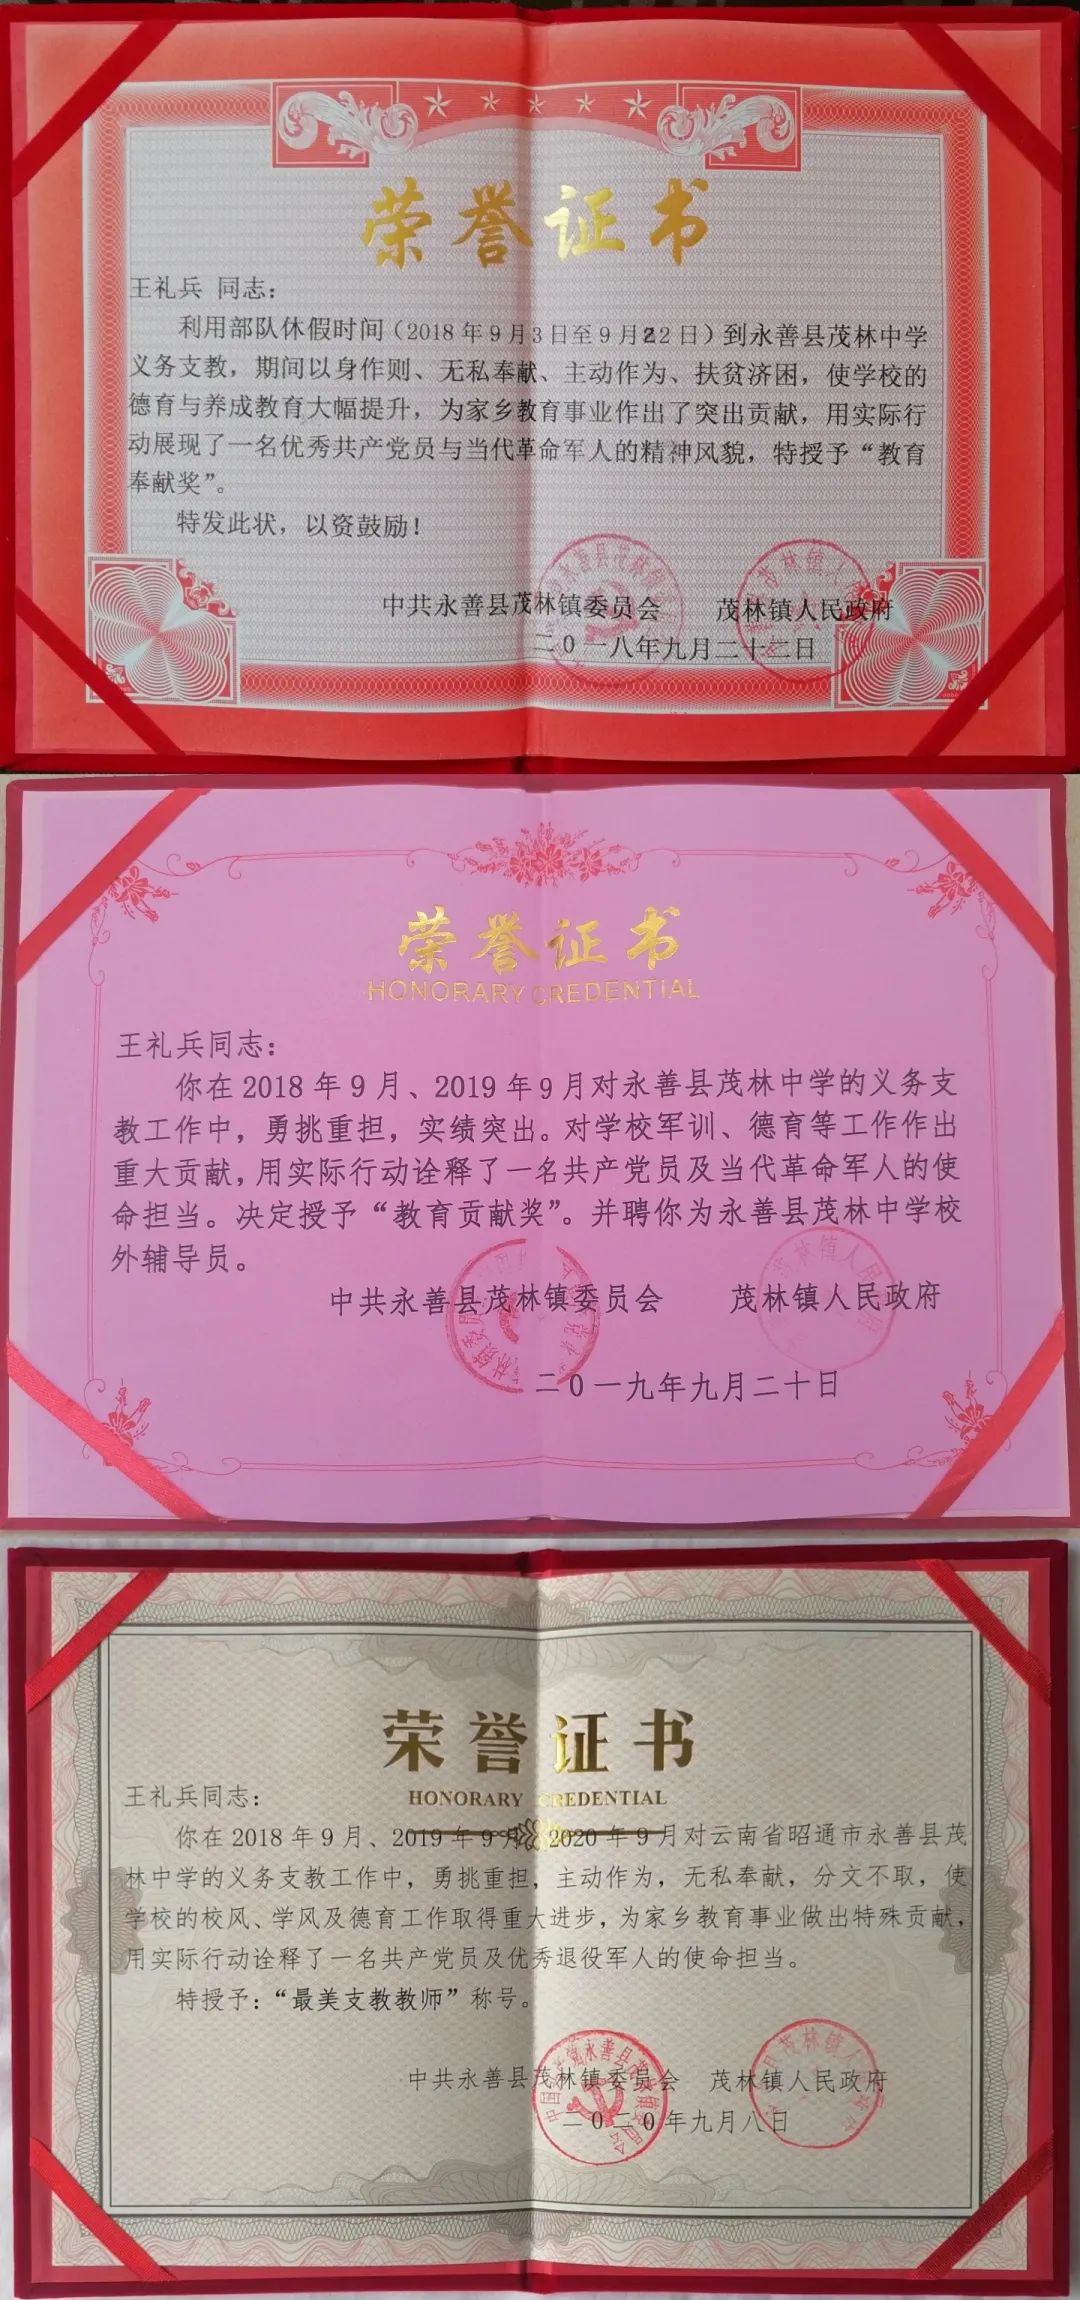 荣誉证书
王礼兵 同志：
利用部队休假时间（2018年9月3日至9月22日）到永善县茂林中学
义务支教，期间以身作则、无私奉献、主动作为、扶贫济困，使学校的
德育与养成教育大幅提升，为家乡教育事业作出了突出贡献，用实际行
动展现了一名优秀共产党员与当代革命军人的精神风貌，特授予“教育
奉献奖”。
特发此状，以资鼓励！
中共永善县茂林镇委员会 茂林镇人民政府
二〇一八年九月二十二日
荣誉证书
HONORARY CREDENTIAL
王礼兵同志：
你在2018年9月、2019年9月对永善县茂林中学的义务支
教工作中，勇挑重担，实绩突出。对学校军训、德育等工作作出
重大贡献，用实际行动诠释了一名共产党员及当代革命军人的使
命担当。决定授予“教育贡献奖”。并聘你为永善县茂林中学校
外辅导员。
中共永善县茂林镇委员会 茂林镇人民政府
二〇一九年九月二十日
荣誉证书
HONORARY CREDENTIAL
王礼兵同志：
你在2018年9月、2019年9月、2020年9月对云南省昭通市永善县茂
林中学的义务支教工作中，勇挑重担，主动作为，无私奉献，分文不取，使
学校的校风、学风及德育工作取得重大进步，为家乡教育事业做出特殊贡献，
用实际行动诠释了一名共产党员及优秀退役军人的使命担当。
特授予：“最美支教教师”称号。
中共永善县茂林镇委员会 茂林镇人民政府
二〇二〇年九月八日